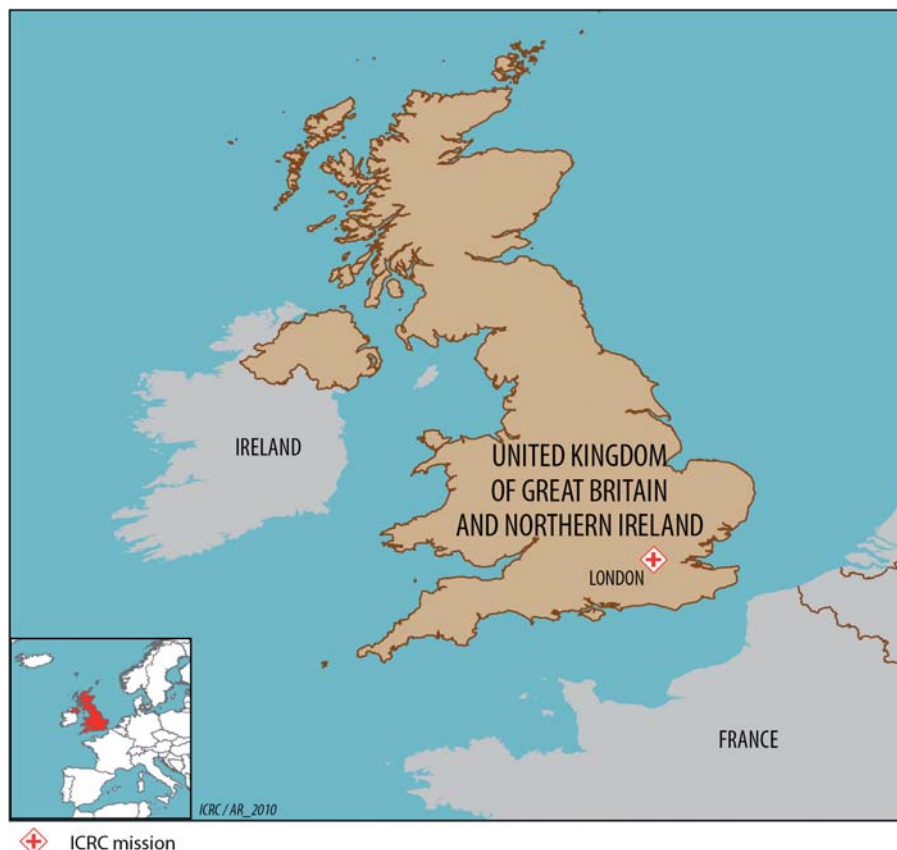 IRELAND
UNITED KINGDOM
OF GREAT BRITAIN
AND NORTHERN IRELAND
LONDON
FRANCE
ICRC / AR_2010
ICRC mission